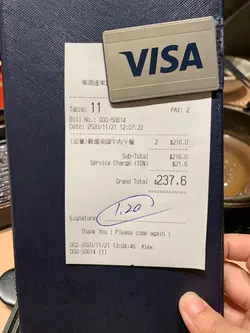 VISA
Table: 11
PAX: 2
Bill No.: 000-50614
Date: 2020/11/21 12:07:22
2 $216.0
Sub-Total $216.0
Service Charge (10%) $21.6
Grand Total $237.6
Signature
1.20
Thank You ! Please come again !
052-2020/11/21 13:04:46 Alex
000-50614 [1]